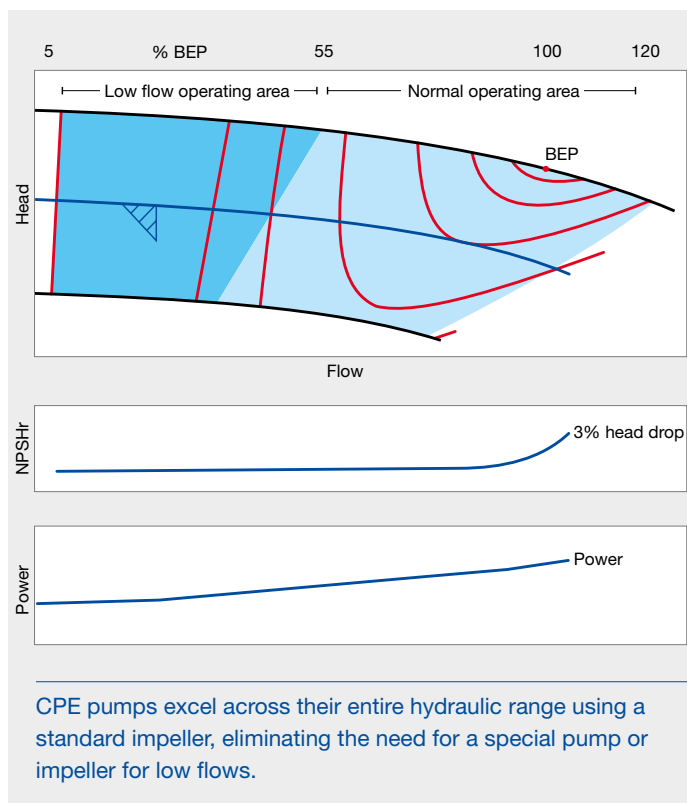 5 % BEP 55 100 120
Low flow operating area Normal operating area
BEP
Head
Flow
NPSHr
3% head drop
Power
Power
CPE pumps excel across their entire hydraulic range using a
standard impeller, eliminating the need for a special pump or
impeller for low flows.